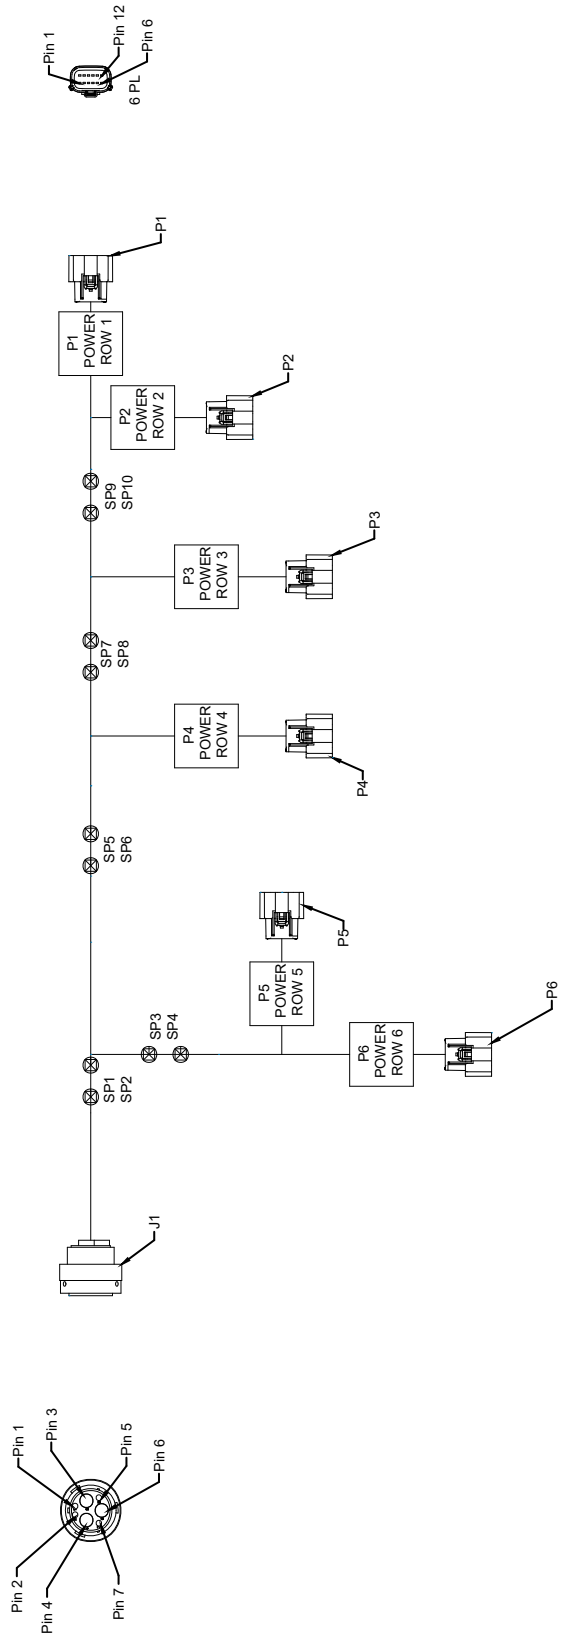 Pin 1
Pin 12
Pin 6
6 PL
P1
P1
POWER
ROW 1
P2
POWER
ROW 2
P2
SP9
SP10
P3
POWER
ROW 3
P3
SP7
SP8
P4
POWER
ROW 4
P4
SP5
SP6
P5
P5
POWER
ROW 5
SP3
SP4
P6
POWER
ROW 6
P6
SP1
SP2
J1
Pin 1
Pin 3
Pin 5
Pin 6
Pin 2
Pin 4
Pin 7